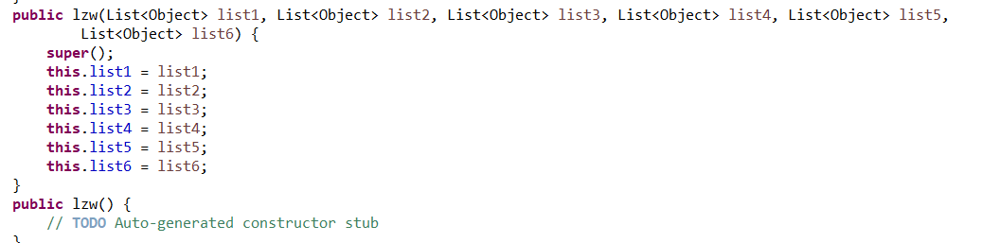 public lzw(List<Object> list1, List<Object> list2, List<Object> list3, List<Object> list4, List<Object> list5,
List<Object> list6) {
super();
this.list1 = list1;
this.list2 = list2;
this.list3 = list3;
this.list4 = list4;
this.list5 = list5;
this.list6 = list6;
}
public lzw() {
// TODO Auto-generated constructor stub
}